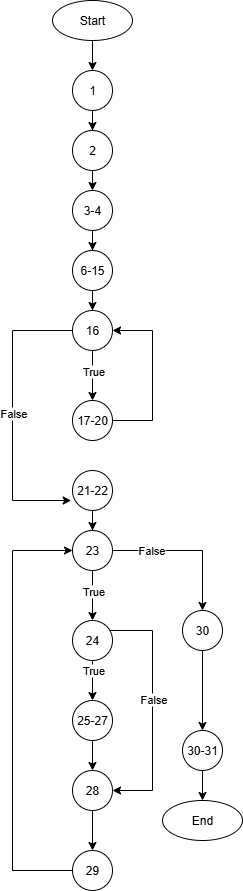 Start
1
2
3-4
6-15
16
True
False
17-20
21-22
23
False
True
30
24
True
False
25-27
30-31
28
End
29